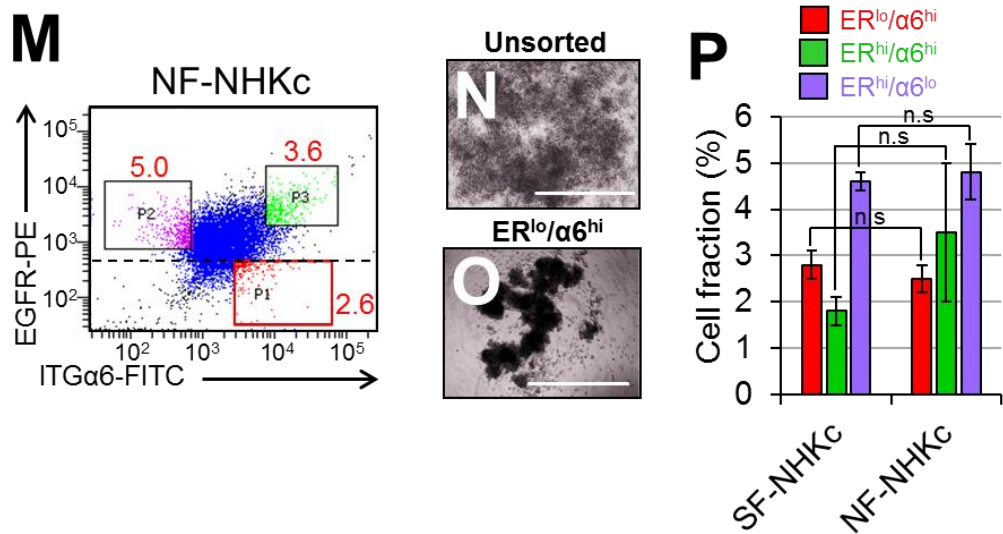 M
NF-NHKc
5.0
3.6
2.6
P2
P3
P1
10⁵
10⁴
10³
10²
EGFR-PE
10² 10³ 10⁴ 10⁵
ITGα6-FITC
Unsorted
N
ERˡᵒ/α6ʰⁱ
O
P
ERˡᵒ/α6ʰⁱ
ERʰⁱ/α6ʰⁱ
ERʰⁱ/α6ˡᵒ
Cell fraction (%)
6
5
4
3
2
1
0
n.s
n.s
n s
SF-NHKc
NF-NHKc